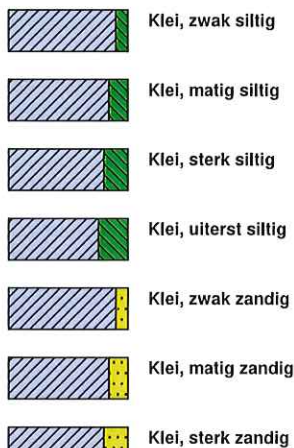 Klei, zwak siltig
Klei, matig siltig
Klei, sterk siltig
Klei, uiterst siltig
Klei, zwak zandig
Klei, matig zandig
Klei, sterk zandig